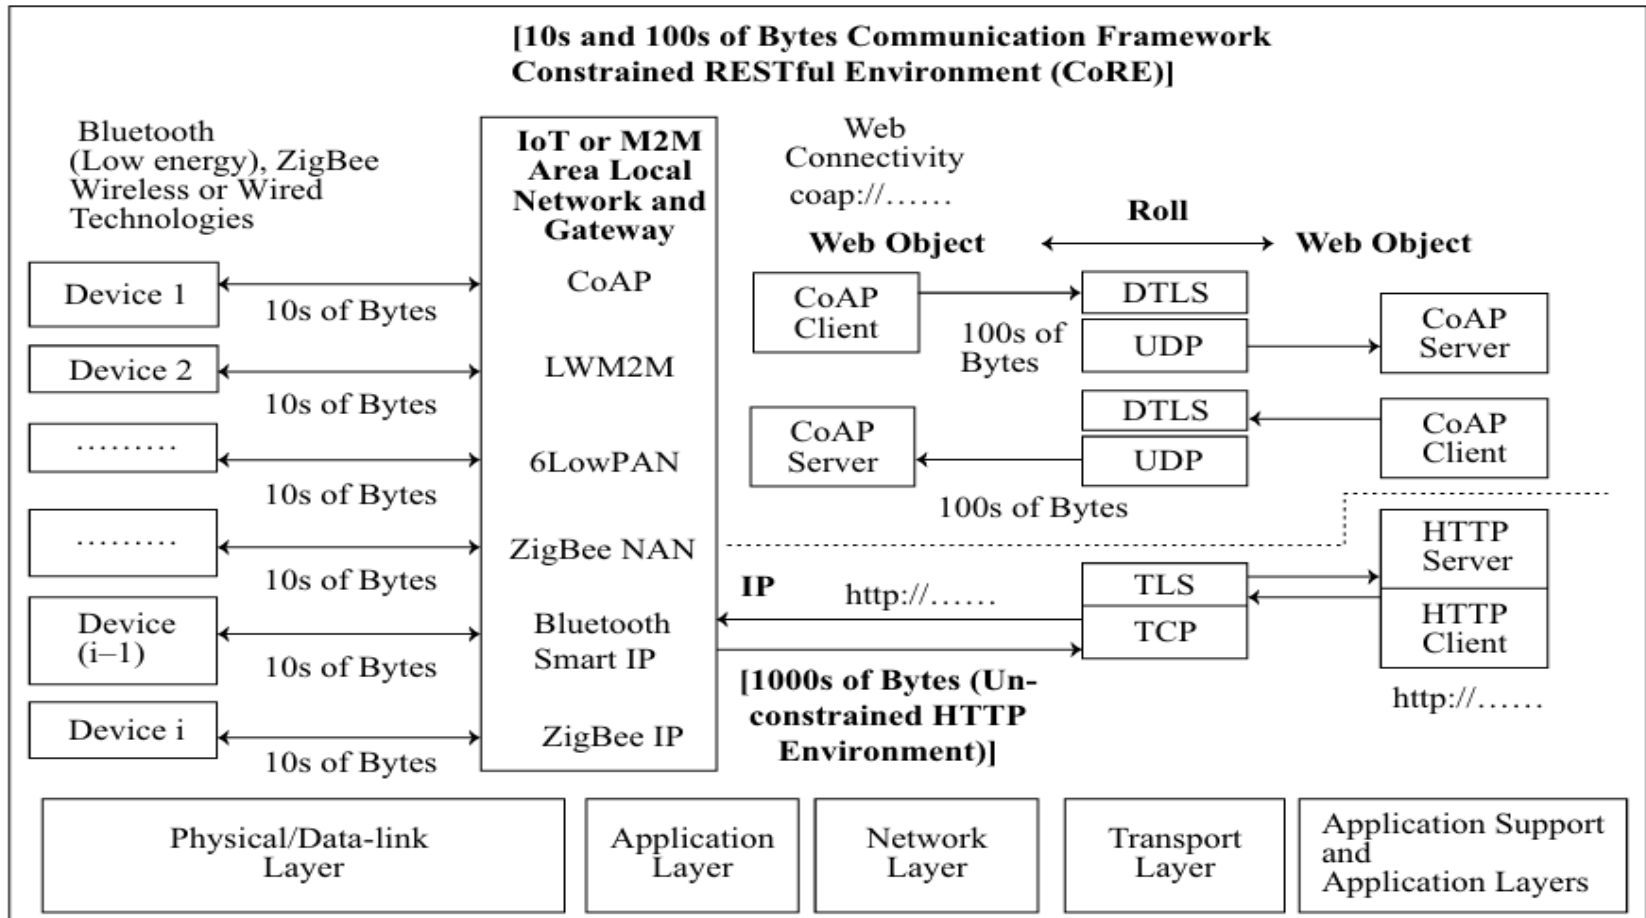 [10s and 100s of Bytes Communication Framework
Constrained RESTful Environment (CoRE)]
Bluetooth
(Low energy), ZigBee
Wireless or Wired
Technologies
Device 1
10s of Bytes
Device 2
10s of Bytes
.........
10s of Bytes
.........
10s of Bytes
Device
(i–1)
10s of Bytes
Device i
10s of Bytes
IoT or M2M
Area Local
Network and
Gateway
CoAP
LWM2M
6LowPAN
ZigBee NAN
Bluetooth
Smart IP
ZigBee IP
Web
Connectivity
coap://......
Web Object
Roll
Web Object
CoAP
Client
100s of
Bytes
DTLS
UDP
CoAP
Server
CoAP
Server
100s of Bytes
DTLS
UDP
CoAP
Client
IP
http://......
TLS
TCP
HTTP
Server
HTTP
Client
http://......
[1000s of Bytes (Un-
constrained HTTP
Environment)]
Physical/Data-link
Layer
Application
Layer
Network
Layer
Transport
Layer
Application Support
and
Application Layers